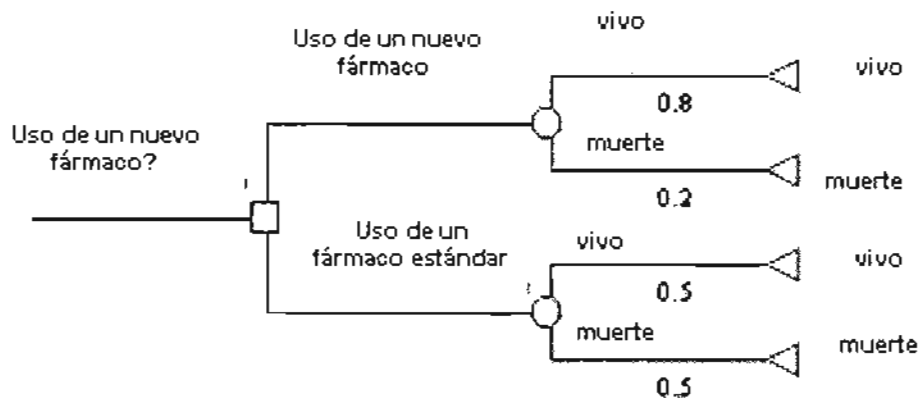 Uso de un nuevo
fármaco?
Uso de un nuevo
fármaco
vivo
0.8
vivo
muerte
0.2
muerte
Uso de un
fármaco estándar
vivo
0.5
vivo
muerte
0.5
muerte